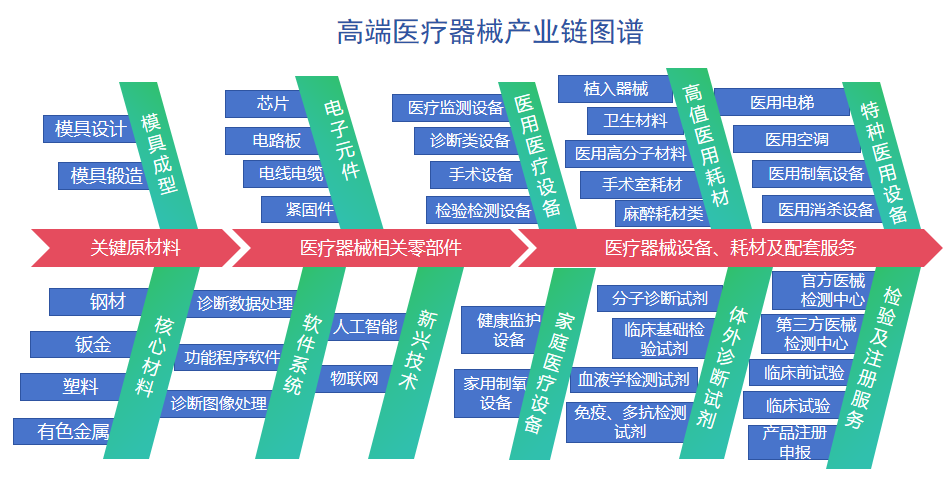 高端医疗器械产业链图谱
模具成型
模具设计
模具锻造
电子元件
芯片
电路板
电线电缆
紧固件
医用医疗设备
医疗监测设备
诊断类设备
手术设备
检验检测设备
高值医用耗材
植入器械
卫生材料
医用高分子材料
手术室耗材
麻醉耗材类
特种医用设备
医用电梯
医用空调
医用制氧设备
医用消杀设备
关键原材料
医疗器械相关零部件
医疗器械设备、耗材及配套服务
核心材料
钢材
钣金
塑料
有色金属
软件系统
诊断数据处理
功能程序软件
诊断图像处理
新兴技术
人工智能
物联网
家庭医疗设备
健康监护
设备
家用制氧
设备
体外诊断试剂
分子诊断试剂
临床基础检
验试剂
血液学检测试剂
免疫、多抗检测
试剂
检验及注册服务
官方医械
检测中心
第三方医械
检测中心
临床前试验
临床试验
产品注册
申报